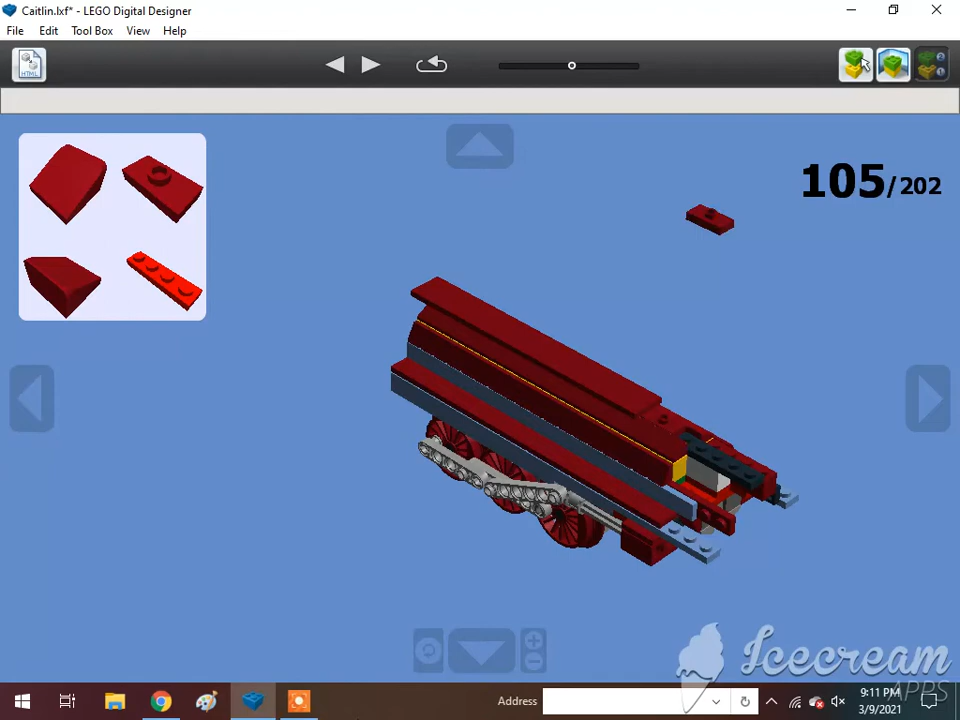 Caitlin.lxf* - LEGO Digital Designer
File Edit Tool Box View Help
HTML
105/202
Icecream
APPS
Address
9:11 PM
3/9/2021